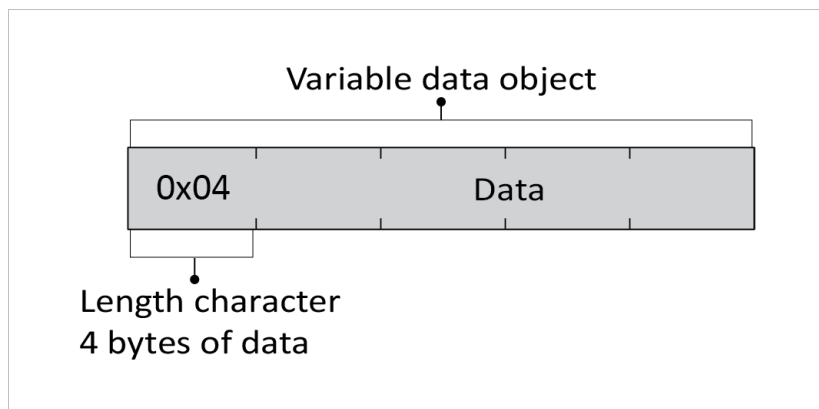 Variable data object
0x04
Data
Length character
4 bytes of data